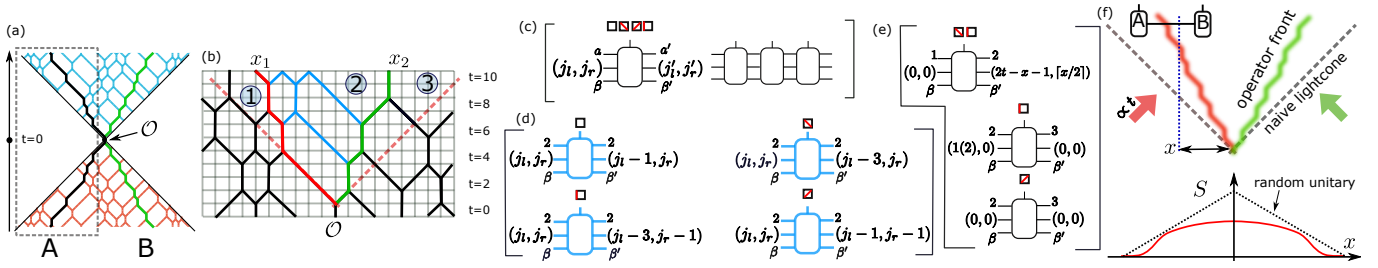 (a)
t=0
𝒪
A B
(b)
x₁ x₂
1 2 3
t=10
t=8
t=6
t=4
t=2
t=0
𝒪
(c)
a a′
(jₗ, jᵣ) (j′ₗ, j′ᵣ)
β β′
(d)
2 2
(jₗ, jᵣ) (jₗ−1, jᵣ)
β β′
2 2
(jₗ, jᵣ) (jₗ−3, jᵣ)
β β′
2 2
(jₗ, jᵣ) (jₗ−3, jᵣ−1)
β β′
2 2
(jₗ, jᵣ) (jₗ−1, jᵣ−1)
β β′
(e)
1 2
(0, 0) (2t−x−1, ⌈x/2⌉)
β β′
2 3
(1(2), 0) (0, 0)
β β′
2 3
(0, 0) (0, 0)
β β′
(f)
A B
operator front
naive lightcone
∝ t
x
S
random unitary
x